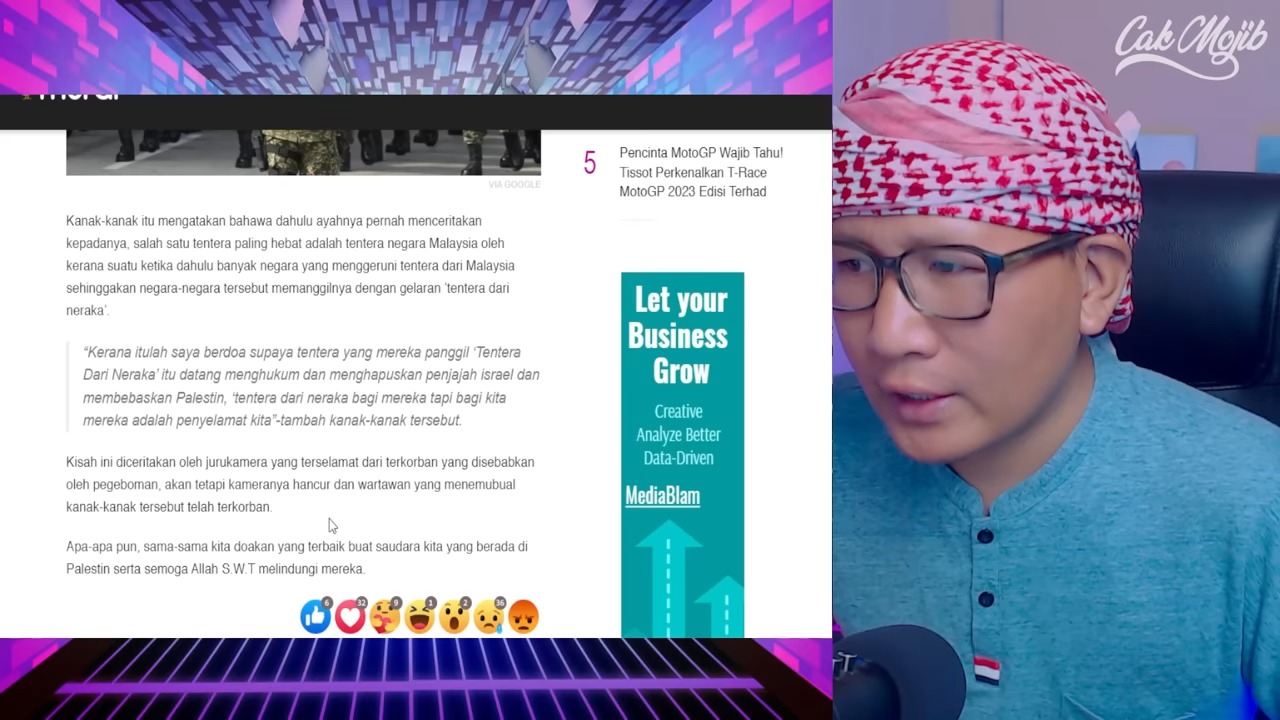 Cak Mojib
VIA GOOGLE
Kanak-kanak itu mengatakan bahawa dahulu ayahnya pernah menceritakan
kepadanya, salah satu tentera paling hebat adalah tentera negara Malaysia oleh
kerana suatu ketika dahulu banyak negara yang menggeruni tentera dari Malaysia
sehinggakan negara-negara tersebut memanggilnya dengan gelaran ‘tentera dari
neraka’.
“Kerana itulah saya berdoa supaya tentera yang mereka panggil ‘Tentera
Dari Neraka’ itu datang menghukum dan menghapuskan penjajah israel dan
membebaskan Palestin, ‘tentera dari neraka bagi mereka tapi bagi kita
mereka adalah penyelamat kita”-tambah kanak-kanak tersebut.
Kisah ini diceritakan oleh jurukamera yang terselamat dari terkorban yang disebabkan
oleh pegeboman, akan tetapi kameranya hancur dan wartawan yang menemubual
kanak-kanak tersebut telah terkorban.
Apa-apa pun, sama-sama kita doakan yang terbaik buat saudara kita yang berada di
Palestin serta semoga Allah S.W.T melindungi mereka.
6 32 9 1 2 36
5
Pencinta MotoGP Wajib Tahu!
Tissot Perkenalkan T-Race
MotoGP 2023 Edisi Terhad
Let your
Business
Grow
Creative
Analyze Better
Data-Driven
MediaBlam